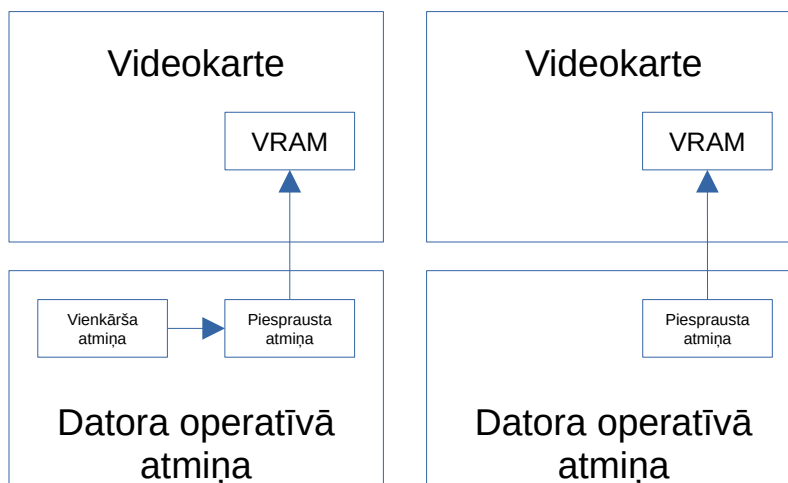 Videokarte
VRAM
Vienkārša
atmiņa
Piesprausta
atmiņa
Datora operatīvā
atmiņa
Videokarte
VRAM
Piesprausta
atmiņa
Datora operatīvā
atmiņa